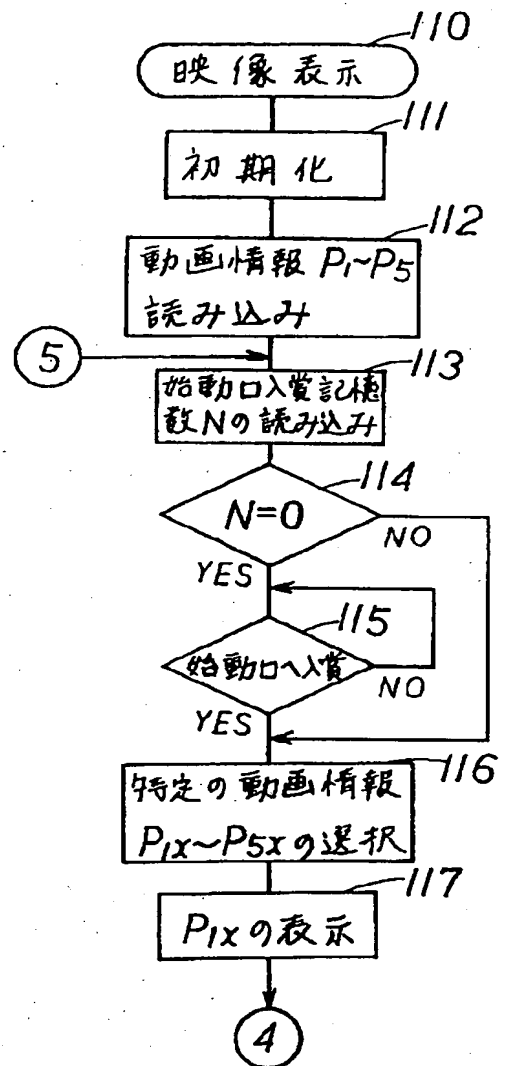 110
映像表示
111
初期化
112
動画情報 P₁~P₅
読み込み
5
113
始動口入賞記憶
数Nの読み込み
114
N=0
NO
YES
115
始動口へ入賞
NO
YES
116
特定の動画情報
P₁x~P₅xの選択
117
P₁xの表示
4